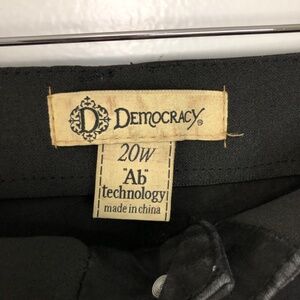 D DEMOCRACY®
20W
"Ab"
technology
made in china